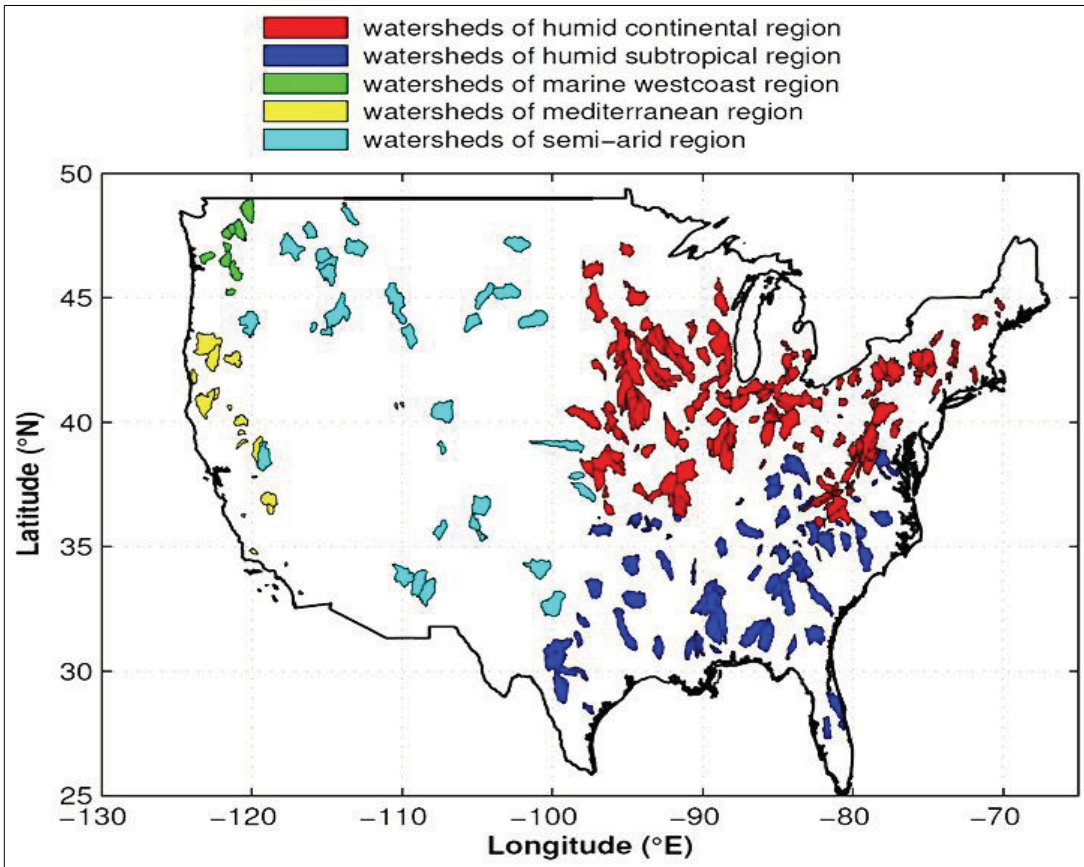 watersheds of humid continental region
watersheds of humid subtropical region
watersheds of marine westcoast region
watersheds of mediterranean region
watersheds of semi−arid region
50
45
40
35
30
25
Latitude (°N)
−130 −120 −110 −100 −90 −80 −70
Longitude (°E)